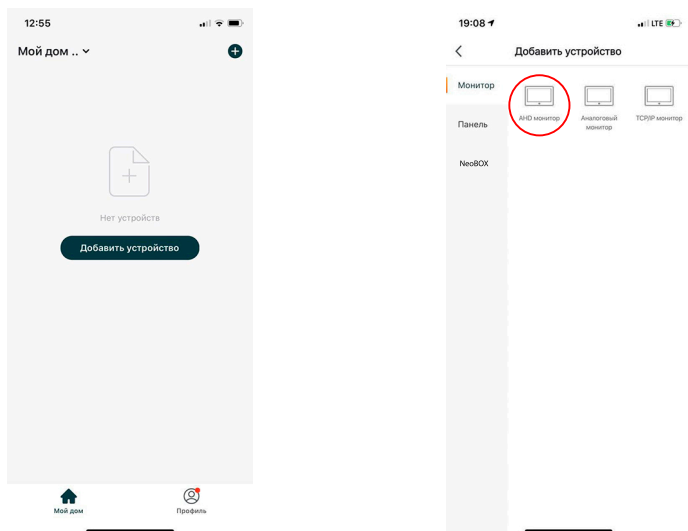 12:55
Мой дом ..
Нет устройств
Добавить устройство
Мой дом
Профиль
19:08
LTE
Добавить устройство
Монитор
Панель
NeoBOX
AHD монитор
Аналоговый
монитор
TCP/IP монитор